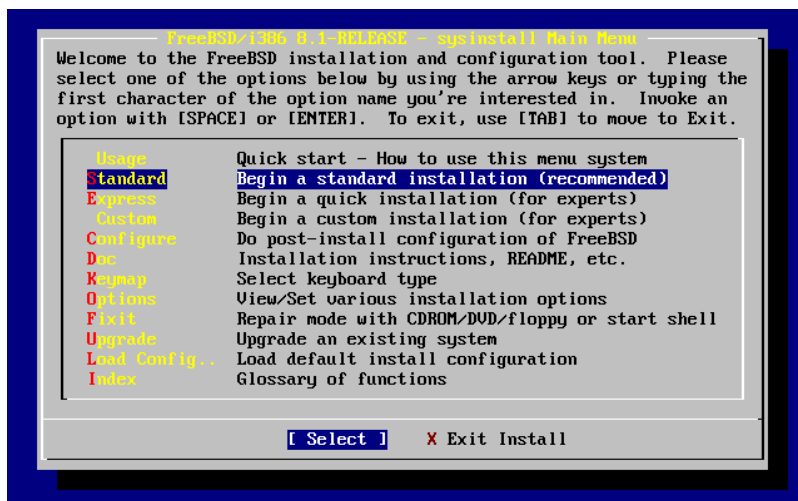 FreeBSD/i386 8.1-RELEASE - sysinstall Main Menu
Welcome to the FreeBSD installation and configuration tool.  Please
select one of the options below by using the arrow keys or typing the
first character of the option name you're interested in.  Invoke an
option with [SPACE] or [ENTER].  To exit, use [TAB] to move to Exit.
Usage Quick start - How to use this menu system
Standard Begin a standard installation (recommended)
Express Begin a quick installation (for experts)
Custom Begin a custom installation (for experts)
Configure Do post-install configuration of FreeBSD
Doc Installation instructions, README, etc.
Keymap Select keyboard type
Options View/Set various installation options
Fixit Repair mode with CDROM/DVD/floppy or start shell
Upgrade Upgrade an existing system
Load Config.. Load default install configuration
Index Glossary of functions
[ Select ] X Exit Install